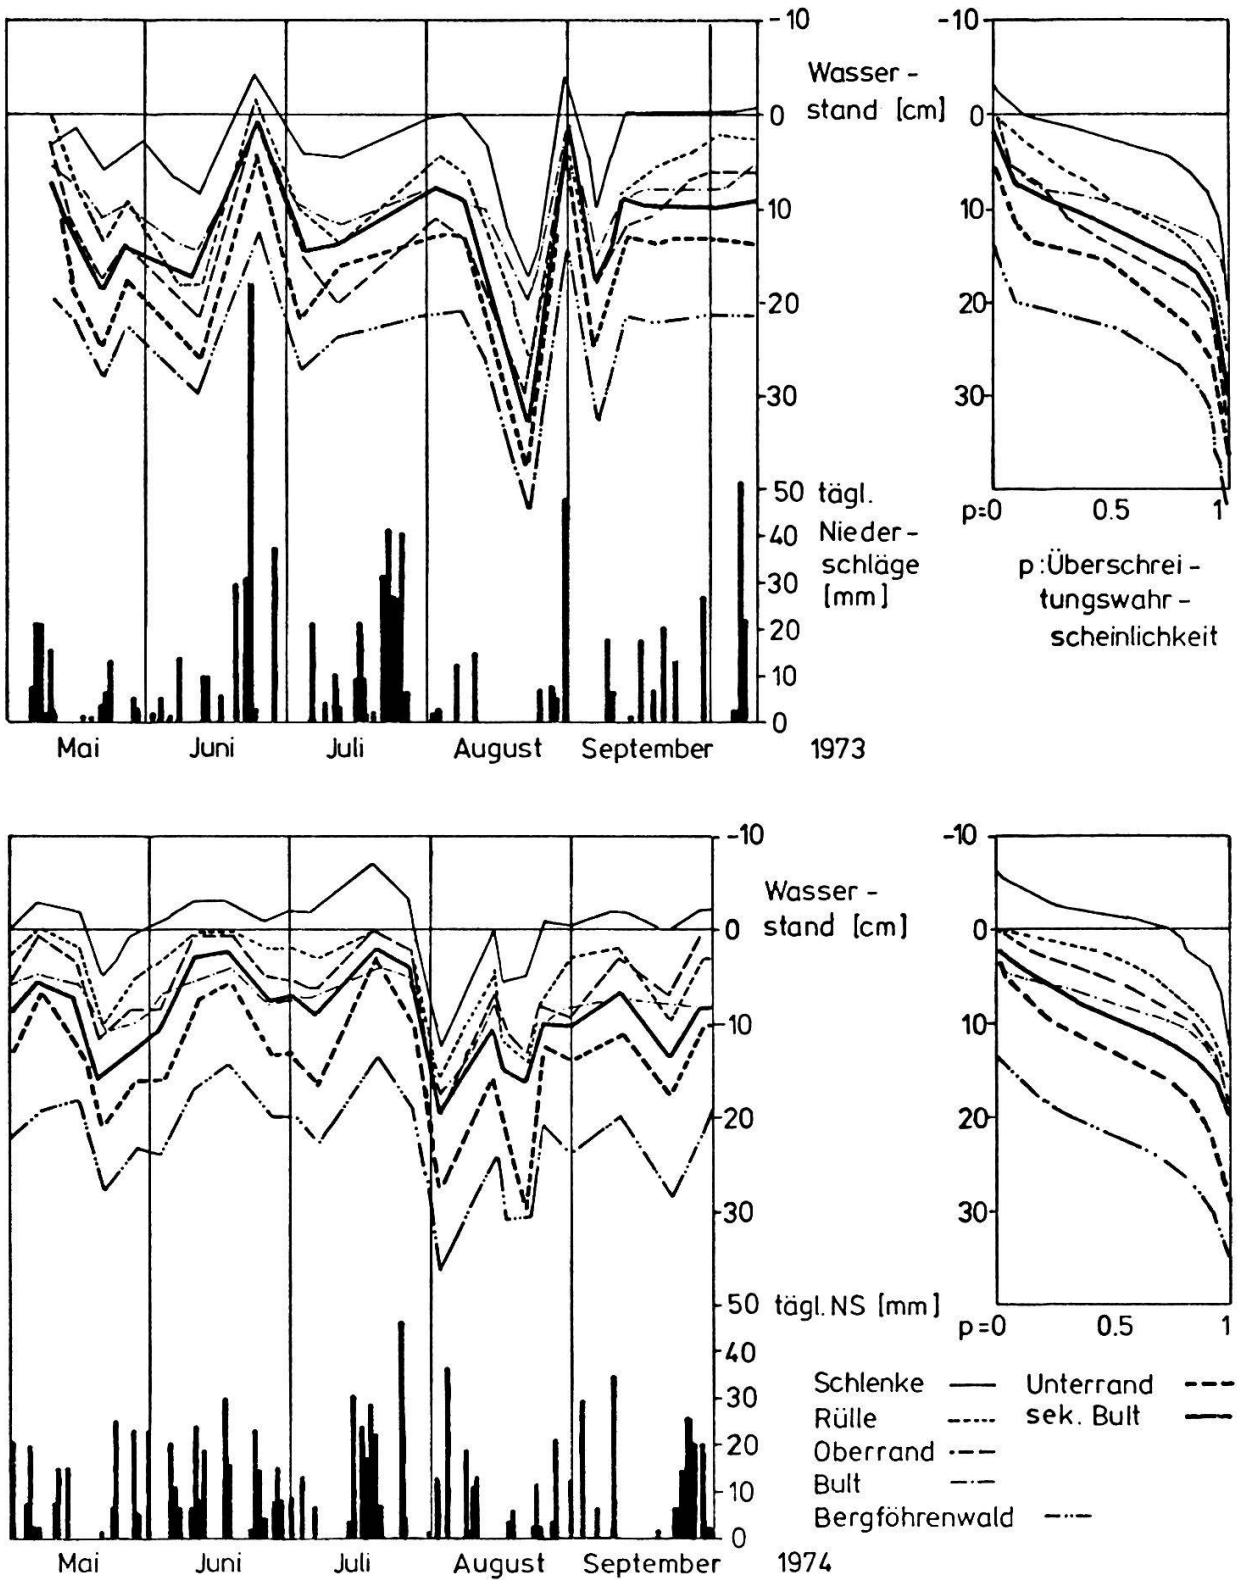 -10
Wasser -
stand [cm]
0
10
20
30
50 tägl.
Nieder -
schläge
[mm]
40
30
20
10
0
Mai Juni Juli August September 1973
-10
0
10
20
30
p=0 0.5 1
p:Überschrei -
tungswahr -
scheinlichkeit
-10
Wasser -
stand [cm]
0
10
20
30
50 tägl. NS [mm]
40
30
20
10
0
Mai Juni Juli August September 1974
-10
0
10
20
30
p=0 0.5 1
Schlenke
Rülle
Oberrand
Bult
Bergföhrenwald
Unterrand
sek. Bult